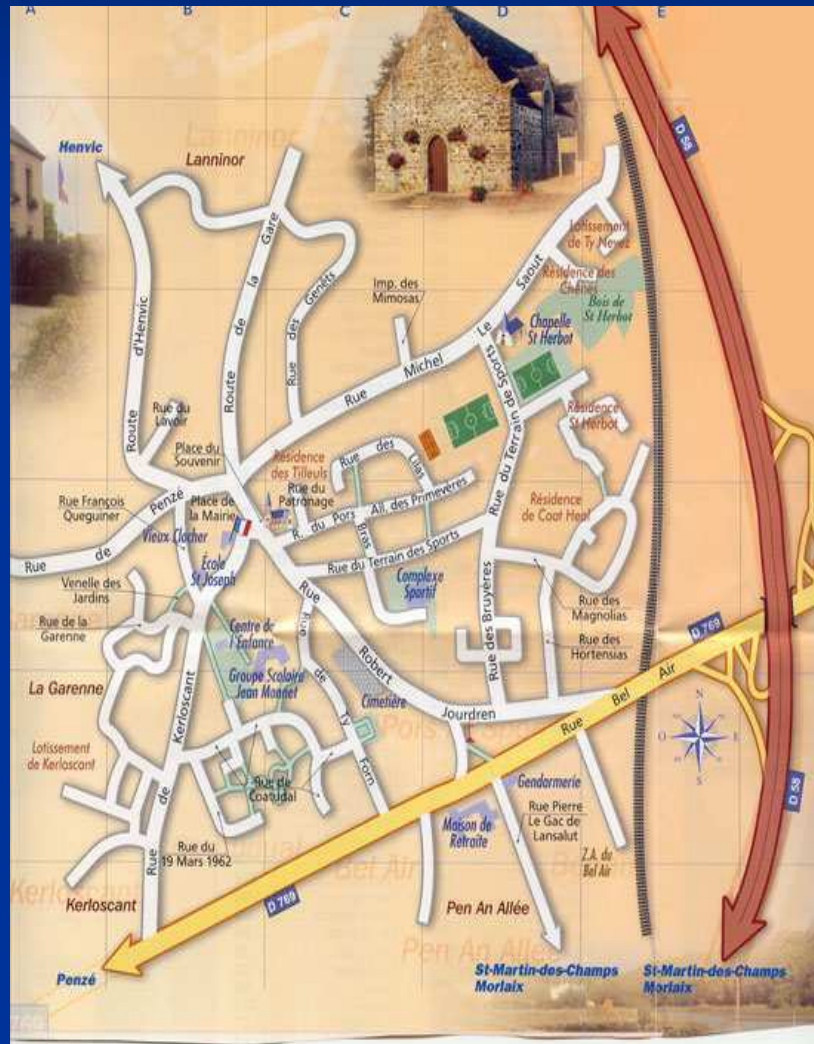 A
B
C
D
E
Henvic
Lanninor
D 58
Route
d'Henvic
Route de la Gare
Rue des Genêts
Imp. des
Mimosas
Rue Michel Le Saout
Lotissement
de Ty Nevez
Résidence des
Chênes
Bois de
St Herbot
Chapelle
St Herbot
Rue du
Lavoir
Place du
Souvenir
Résidence
des Tilleuls
Rue du
Patronage
Rue des Lilas
Rue du Terrain de Sports
Résidence
St Herbot
Rue François
Queguiner
Rue de Penzé
Place de
la Mairie
Vieux Clocher
R. du Pors Bras
All. des Primevères
Résidence
de Coat Heol
École
St Joseph
Rue du Terrain des Sports
Complexe
Sportif
Venelle des
Jardins
Rue de la
Garenne
Centre de
l'Enfance
Groupe Scolaire
Jean Monnet
Rue de Ty Forn
Rue Robert Jourdren
Cimetière
Rue des Bruyères
Rue des
Magnolias
Rue des
Hortensias
D 769
La Garenne
Rue de Kerloscant
Lotissement
de Kerloscant
Rue de
Coatudal
Rue Bel Air
N
O
E
S
D 58
Gendarmerie
Maison de
Retraite
Rue Pierre
Le Gac de
Lansalut
Z.A. de
Bel Air
Rue du
19 Mars 1962
Bel Air
Kerloscant
Kerloscant
D 769
Pen An Allée
Pen An Allée
Penzé
St-Martin-des-Champs
Morlaix
St-Martin-des-Champs
Morlaix